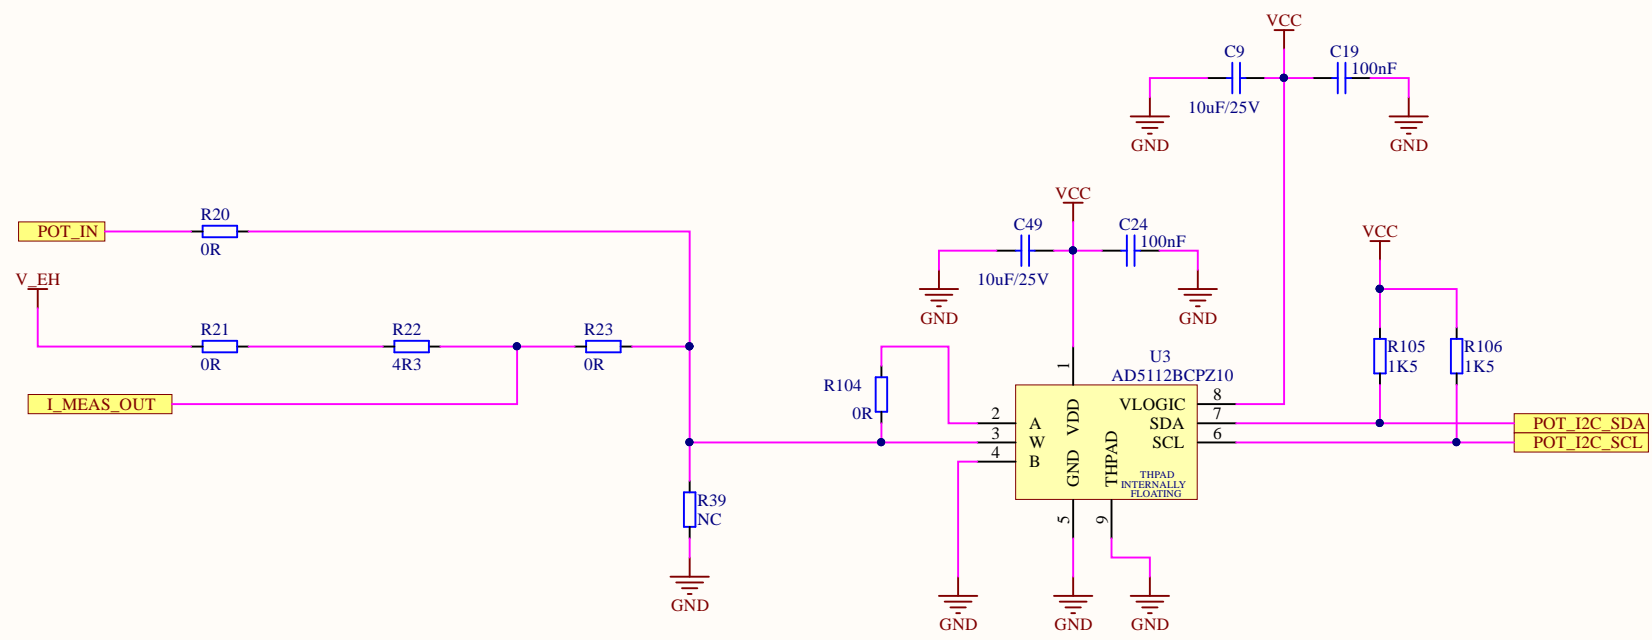 VCC
C9
C19
100nF
10uF/25V
GND
GND
VCC
R20
C49
C24
POT_IN
VCC
100nF
0R
V_EH
10uF/25V
GND
GND
R21
R22
R23
0R
4R3
0R
R105
1K5
R106
1K5
1
U3
AD5112BCPZ10
R104
0R
I_MEAS_OUT
2
A
3
W
4
B
VDD
GND
THPAD
VLOGIC
8
SDA
7
SCL
6
THPAD
INTERNALLY
FLOATING
POT_I2C_SDA
POT_I2C_SCL
R39
NC
5
9
GND
GND
GND
GND